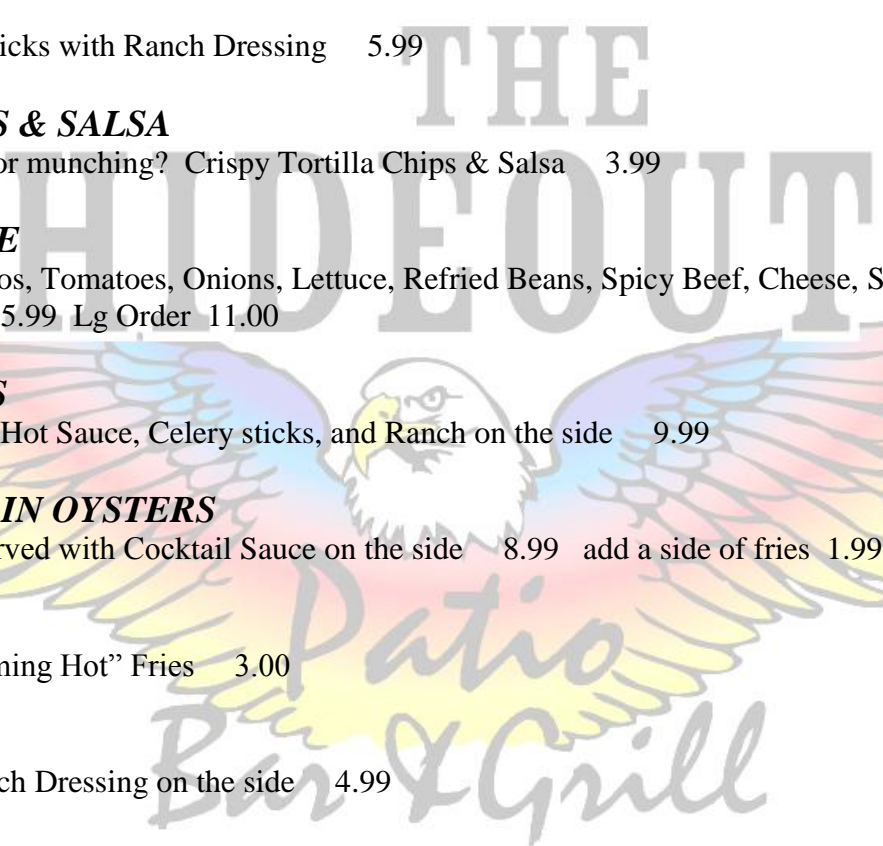 icks with Ranch Dressing 5.99
S & SALSA
or munching? Crispy Tortilla Chips & Salsa 3.99
E
os, Tomatoes, Onions, Lettuce, Refried Beans, Spicy Beef, Cheese, S
5.99 Lg Order 11.00
S
Hot Sauce, Celery sticks, and Ranch on the side 9.99
IN OYSTERS
rved with Cocktail Sauce on the side 8.99 add a side of fries 1.99
ming Hot” Fries 3.00
ch Dressing on the side 4.99
THE
HIDEOUT
Patio
Bar & Grill